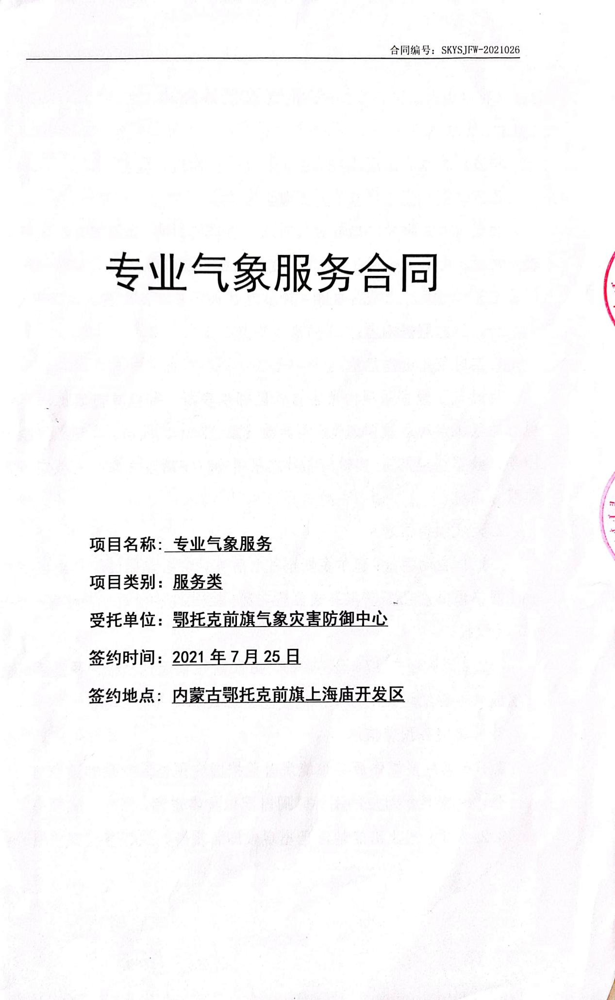 合同编号：SKYSJFW-2021026
专业气象服务合同
项目名称：专业气象服务
项目类别：服务类
受托单位：鄂托克前旗气象灾害防御中心
签约时间：2021年7月25日
签约地点：内蒙古鄂托克前旗上海庙开发区